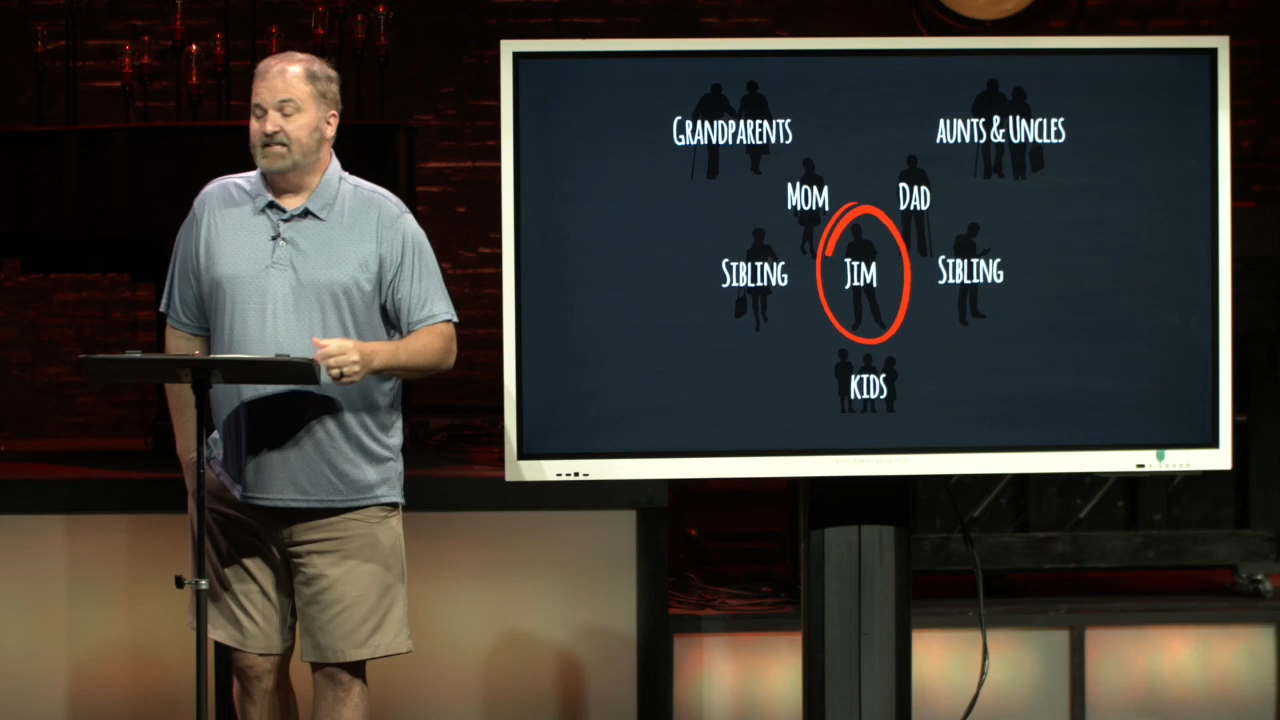 GRANDPARENTS
AUNTS & UNCLES
MOM
DAD
SIBLING
JIM
SIBLING
KIDS